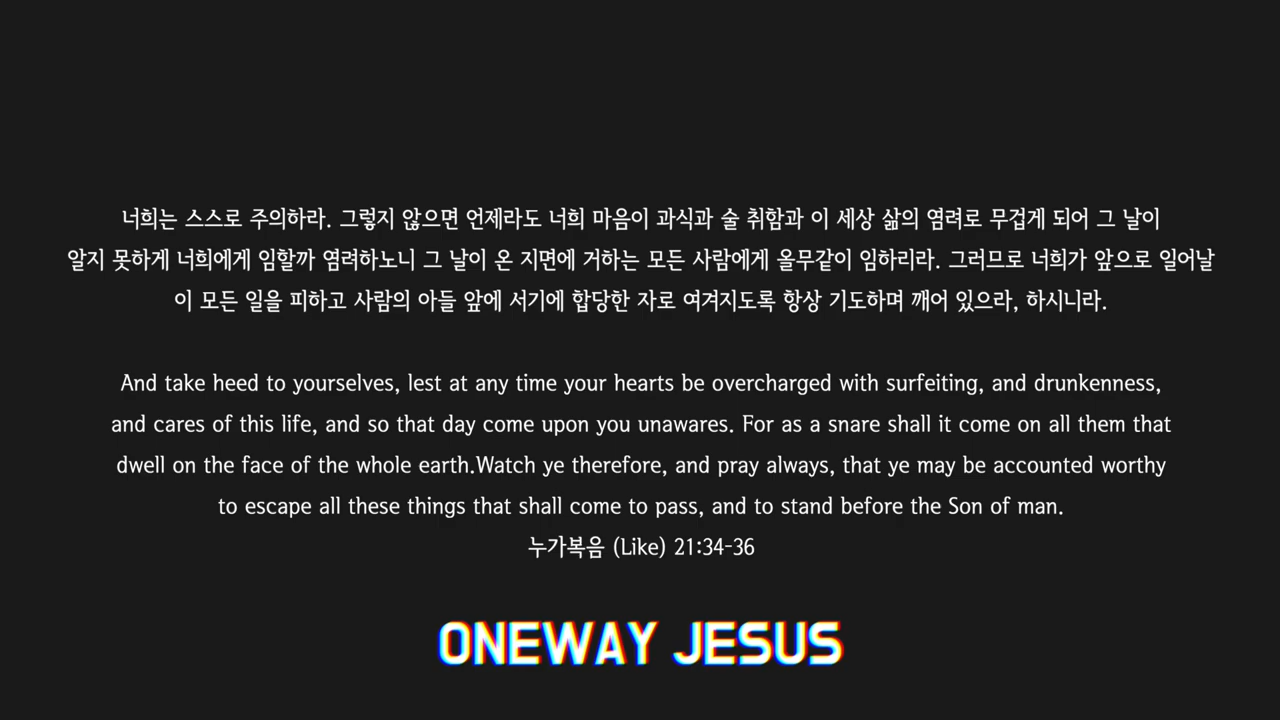 너희는 스스로 주의하라. 그렇지 않으면 언제라도 너희 마음이 과식과 술 취함과 이 세상 삶의 염려로 무겁게 되어 그 날이
알지 못하게 너희에게 임할까 염려하노니 그 날이 온 지면에 거하는 모든 사람에게 올무같이 임하리라. 그러므로 너희가 앞으로 일어날
이 모든 일을 피하고 사람의 아들 앞에 서기에 합당한 자로 여겨지도록 항상 기도하며 깨어 있으라, 하시니라.
And take heed to yourselves, lest at any time your hearts be overcharged with surfeiting, and drunkenness,
and cares of this life, and so that day come upon you unawares. For as a snare shall it come on all them that
dwell on the face of the whole earth.Watch ye therefore, and pray always, that ye may be accounted worthy
to escape all these things that shall come to pass, and to stand before the Son of man.
누가복음 (Like) 21:34-36
ONEWAY JESUS